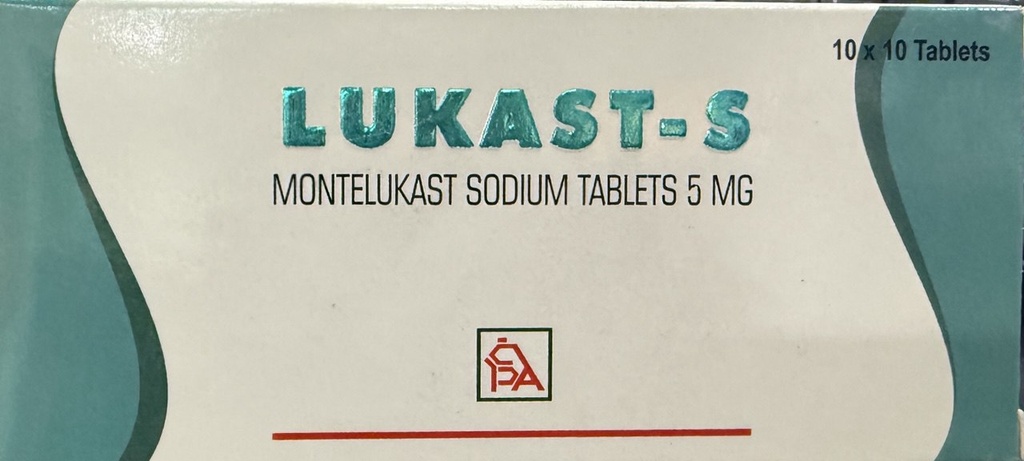 10 x 10 Tablets
LUKAST-S
MONTELUKAST SODIUM TABLETS 5 MG